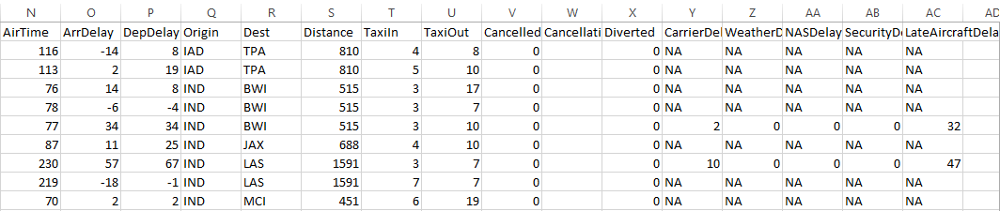 N O P Q R S T U V W X Y Z AA AB AC AD
AirTime ArrDelay DepDelay Origin Dest Distance TaxiIn TaxiOut Cancelled Cancellati Diverted CarrierDel WeatherD NASDelay SecurityDe LateAircraftDela
116 -14 8 IAD TPA 810 4 8 0 0 NA NA NA NA NA
113 2 19 IAD TPA 810 5 10 0 0 NA NA NA NA NA
76 14 8 IND BWI 515 3 17 0 0 NA NA NA NA NA
78 -6 -4 IND BWI 515 3 7 0 0 NA NA NA NA NA
77 34 34 IND BWI 515 3 10 0 0 2 0 0 0 32
87 11 25 IND JAX 688 4 10 0 0 NA NA NA NA NA
230 57 67 IND LAS 1591 3 7 0 0 10 0 0 0 47
219 -18 -1 IND LAS 1591 7 7 0 0 NA NA NA NA NA
70 2 2 IND MCI 451 6 19 0 0 NA NA NA NA NA